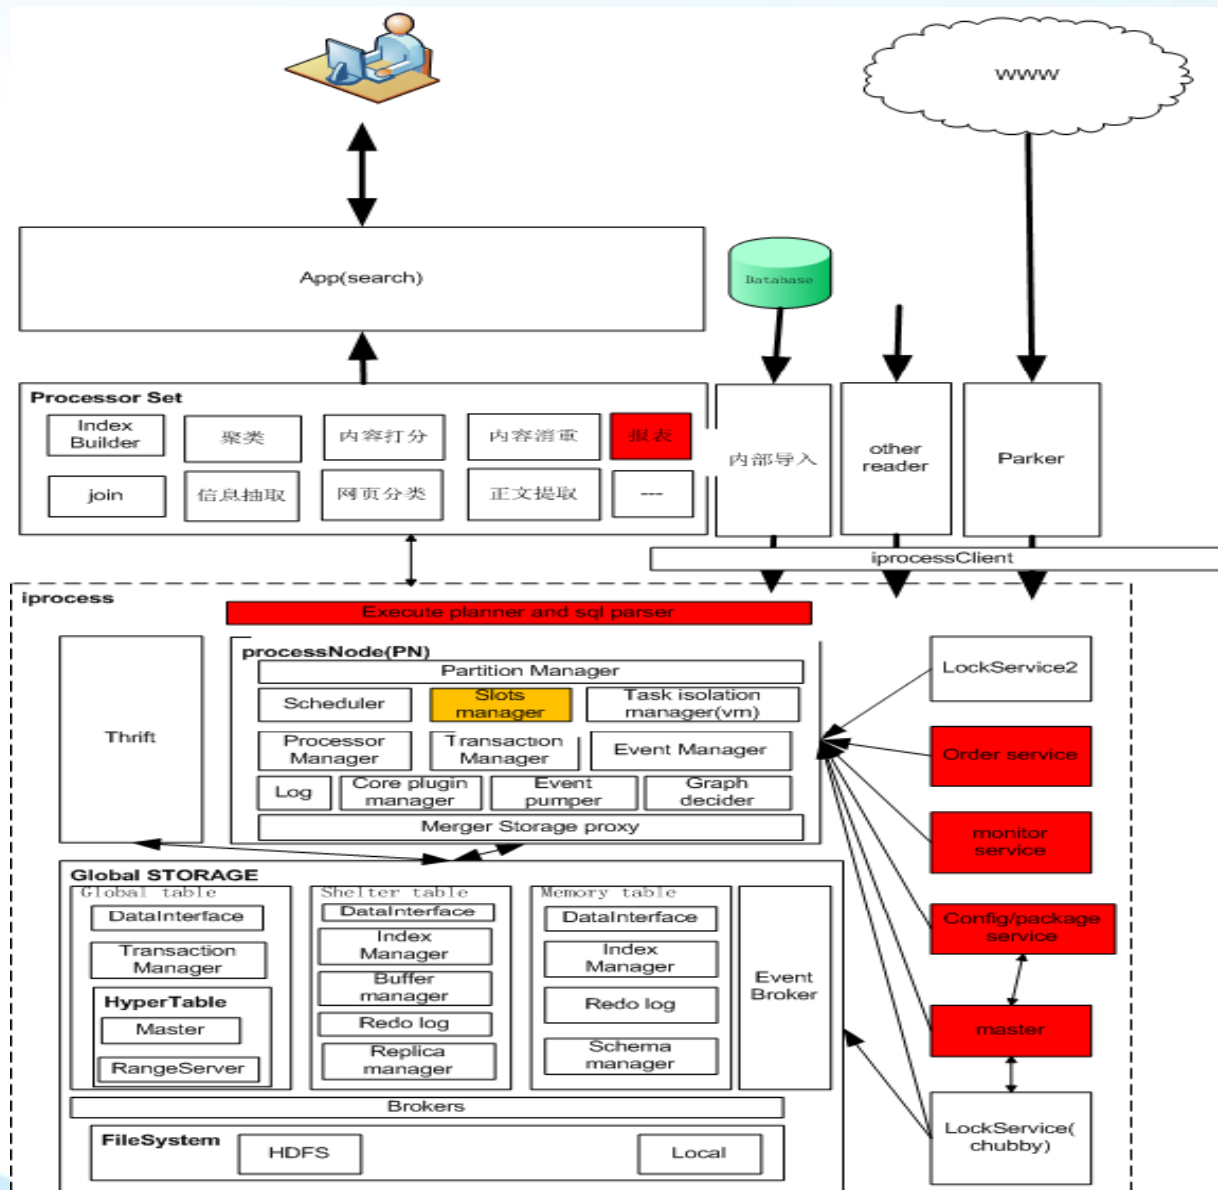 www
App(search)
Database
Processor Set
Index
Builder
聚类
内容打分
内容消重
报表
join
信息抽取
网页分类
正文提取
---
内部导入
other
reader
Parker
iprocessClient
iprocess
Execute planner and sql parser
Thrift
processNode(PN)
Partition Manager
Scheduler
Slots
manager
Task isolation
manager(vm)
Processor
Manager
Transaction
Manager
Event Manager
Log
Core plugin
manager
Event
pumper
Graph
decider
Merger Storage proxy
LockService2
Order service
monitor
service
Config/package
service
master
LockService(
chubby)
Global STORAGE
Global table
DataInterface
Transaction
Manager
HyperTable
Master
RangeServer
Shelter table
DataInterface
Index
Manager
Buffer
manager
Redo log
Replica
manager
Memory table
DataInterface
Index
Manager
Redo log
Schema
manager
Event
Broker
Brokers
FileSystem
HDFS
Local